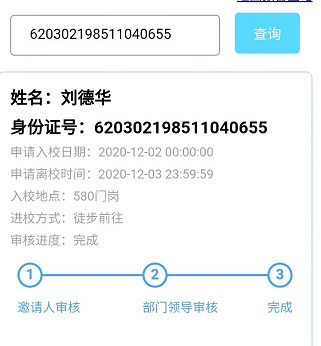 620302198511040655
查询
姓名：刘德华
身份证号：620302198511040655
申请入校日期：2020-12-02 00:00:00
申请离校时间：2020-12-03 23:59:59
入校地点：580门岗
进校方式：徒步前往
审核进度：完成
1 2 3
邀请人审核 部门领导审核 完成